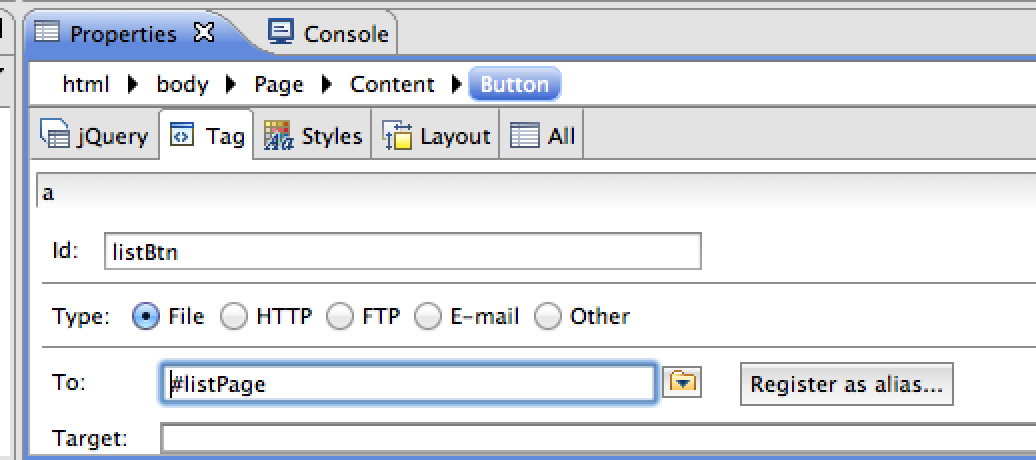 Properties Console
html body Page Content Button
jQuery Tag Styles Layout All
a
Id: listBtn
Type: File HTTP FTP E-mail Other
To: #listPage Register as alias...
Target: